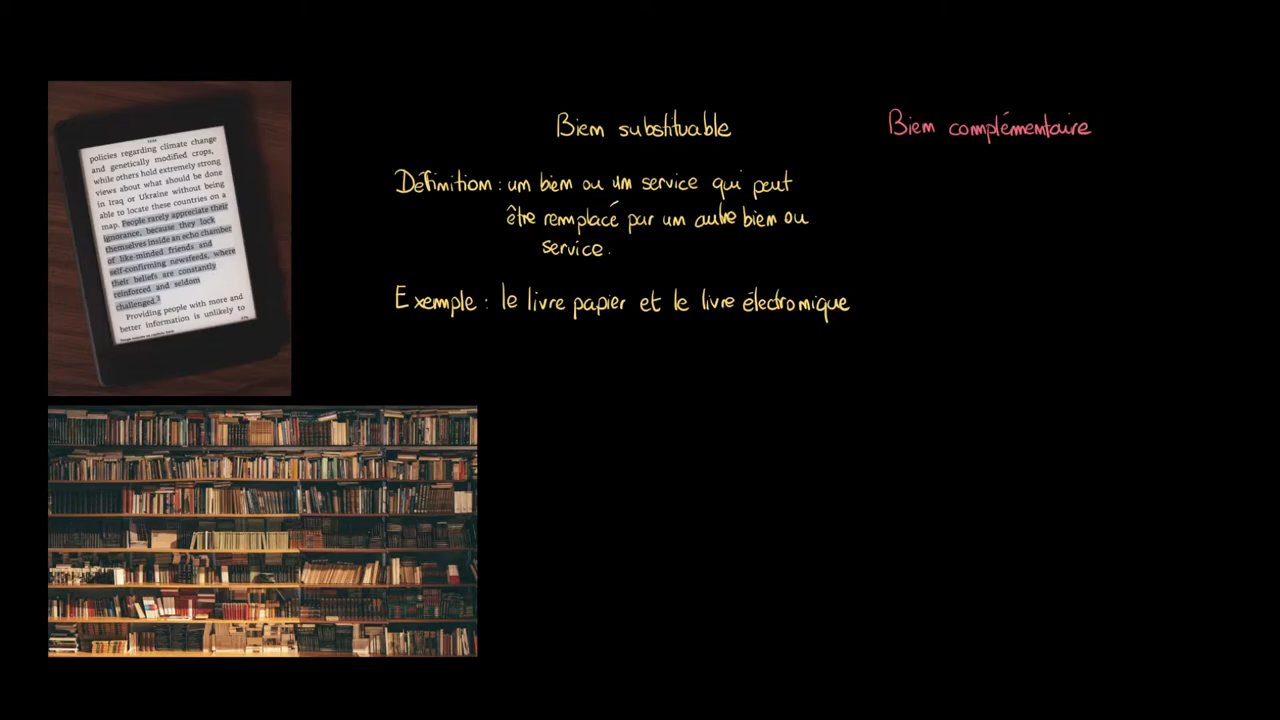 policies regarding climate change
and genetically modified crops,
while others hold extremely strong
views about what should be done
in Iraq or Ukraine without being
able to locate these countries on a
map. People rarely appreciate their
ignorance, because they lock
themselves inside an echo chamber
of like-minded friends and
self-confirming newsfeeds, where
their beliefs are constantly
reinforced and seldom
challenged.³
Providing people with more and
better information is unlikely to
Bien substituable
Bien complémentaire
Définition : un bien ou un service qui peut
être remplacé par un autre bien ou
service.
Exemple : le livre papier et le livre électronique